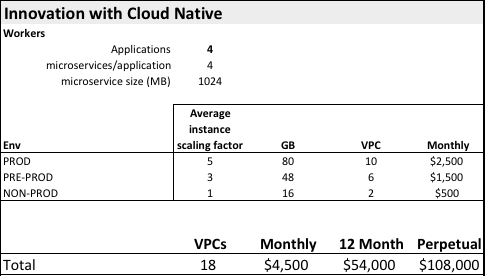 Innovation with Cloud Native
Workers
Applications 4
microservices/application 4
microservice size (MB) 1024
Average
instance
Env scaling factor GB VPC Monthly
PROD 5 80 10 $2,500
PRE-PROD 3 48 6 $1,500
NON-PROD 1 16 2 $500
VPCs Monthly 12 Month Perpetual
Total 18 $4,500 $54,000 $108,000